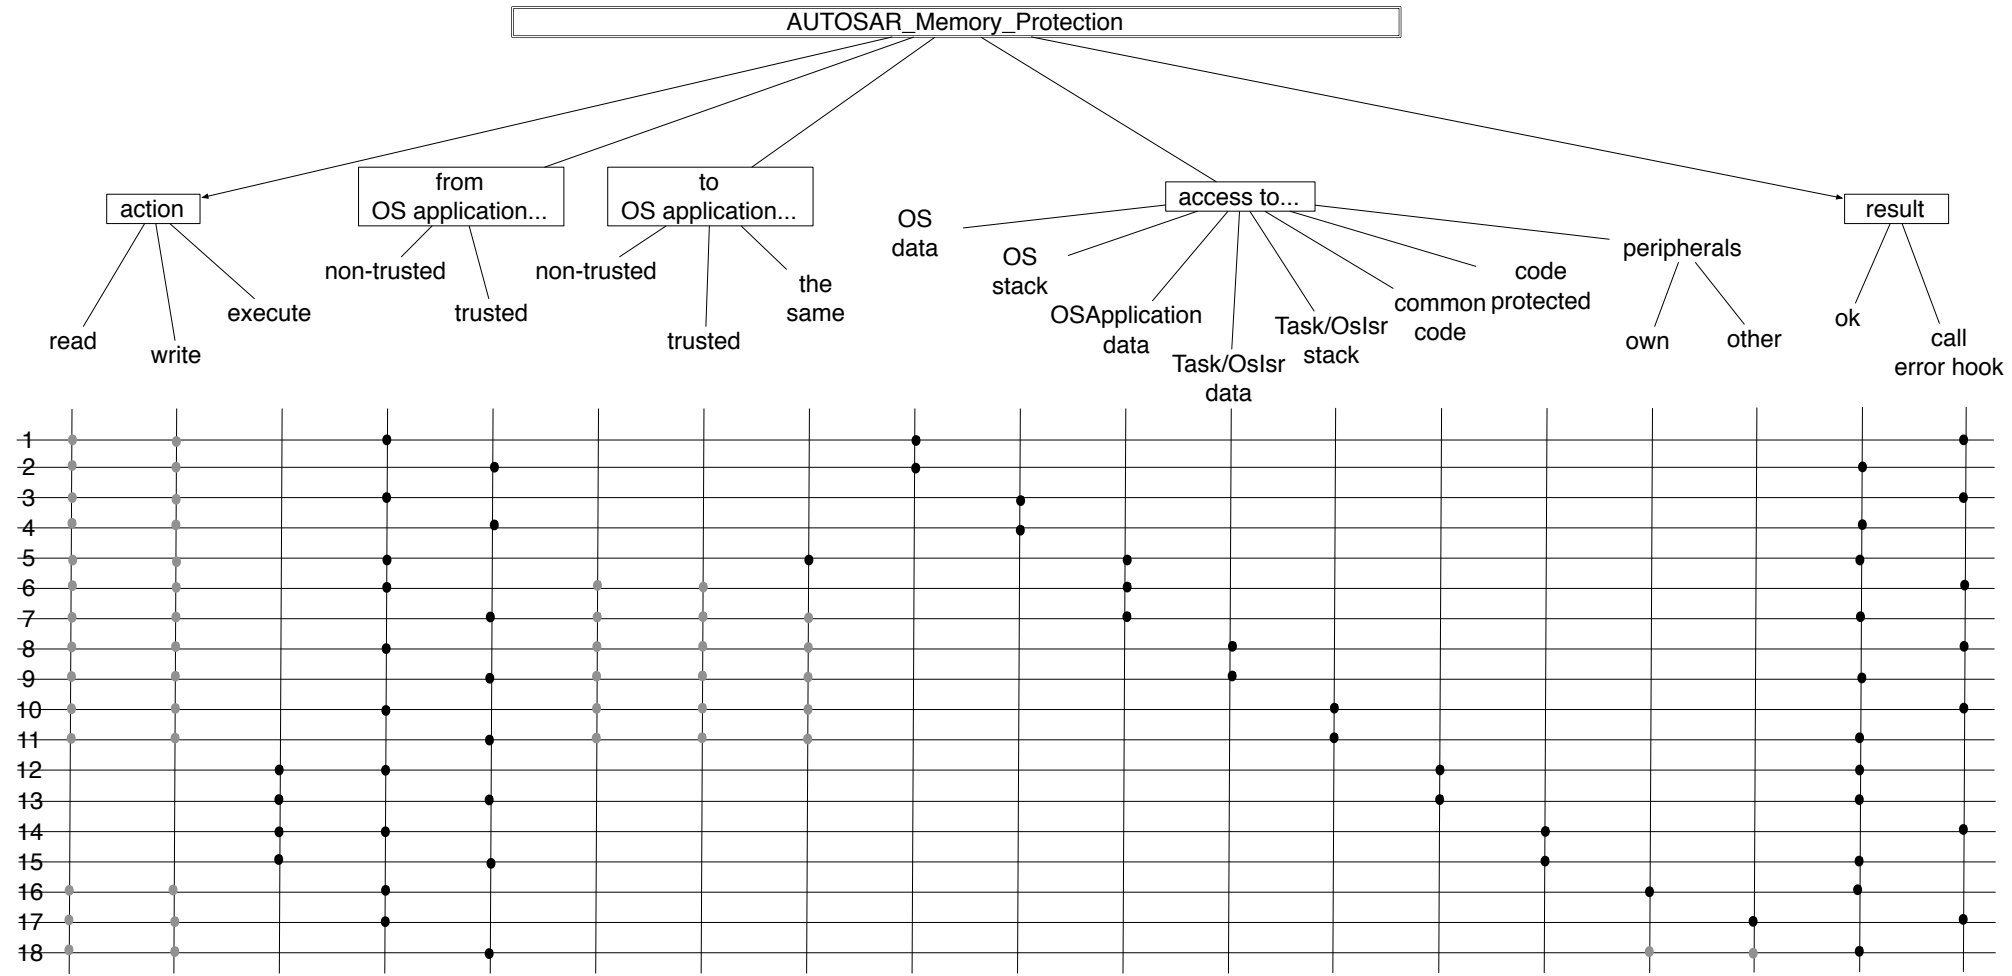 AUTOSAR_Memory_Protection
action
from
OS application...
to
OS application...
access to...
result
read
write
execute
non-trusted
trusted
non-trusted
trusted
the
same
OS
data
OS
stack
OSApplication
data
Task/OsIsr
data
Task/OsIsr
stack
common
code
code
protected
peripherals
own
other
ok
call
error hook
1
2
3
4
5
6
7
8
9
10
11
12
13
14
15
16
17
18